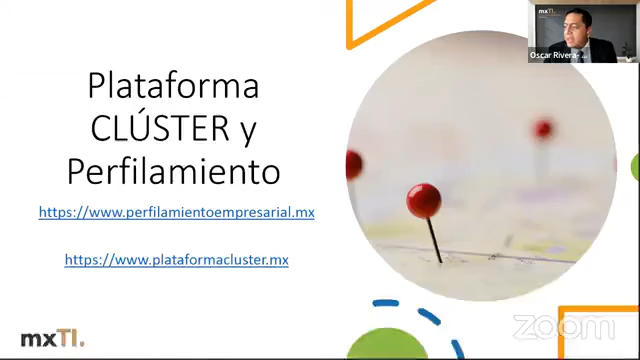 Plataforma
CLÚSTER y
Perfilamiento
https://www.perfilamientoempresarial.mx
https://www.plataformacluster.mx
mxTI.
mxTI.
Oscar Rivera- ...
zoom